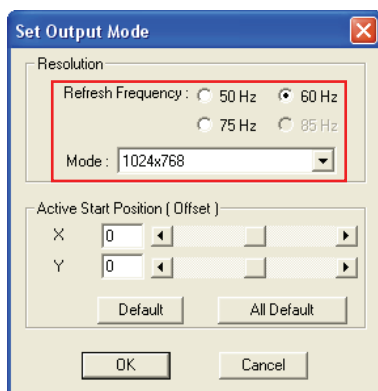 Set Output Mode
Resolution
Refresh Frequency : 50 Hz 60 Hz
75 Hz 85 Hz
Mode : 1024x768
Active Start Position ( Offset )
X 0
Y 0
Default All Default
OK Cancel